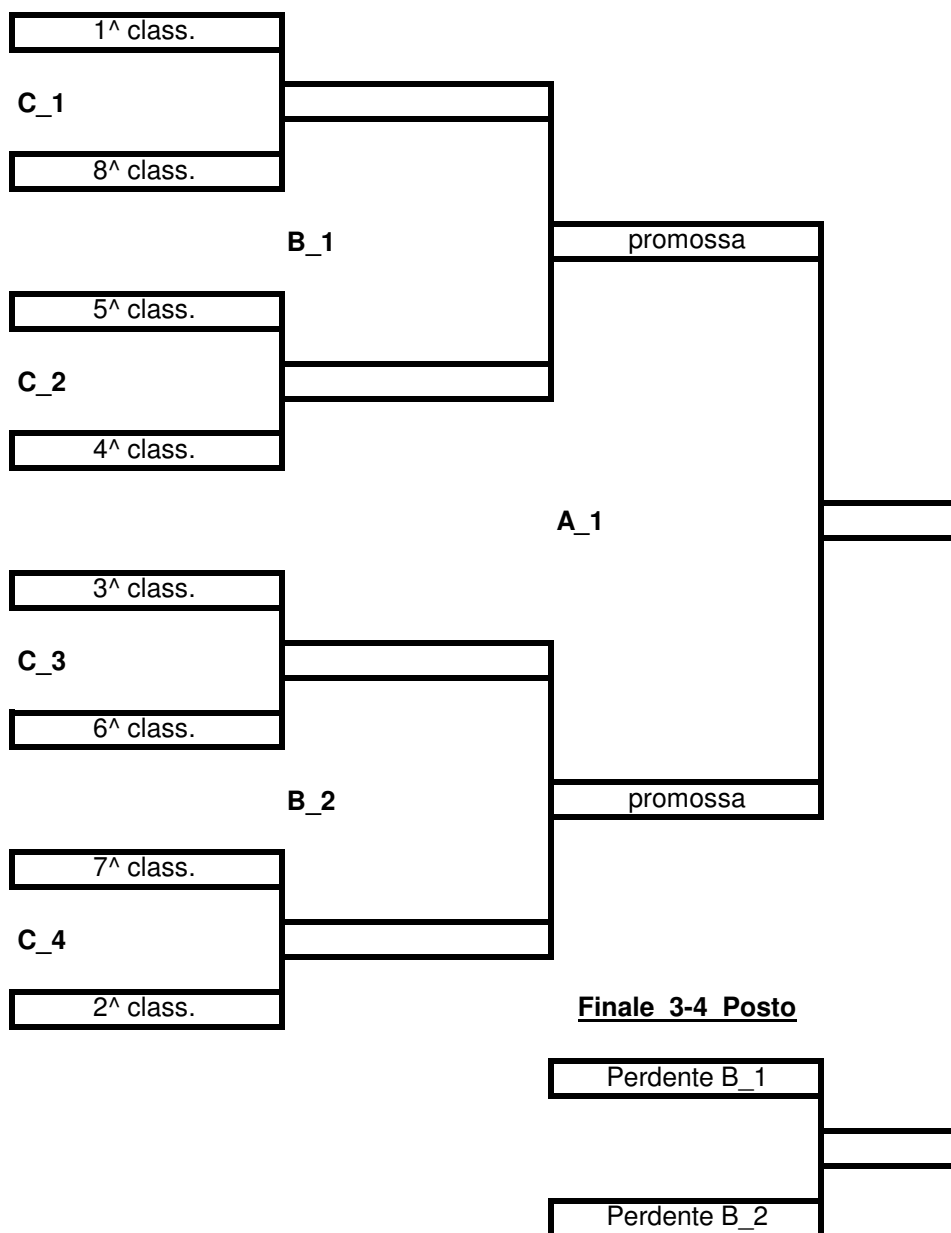 1^ class.
C_1
8^ class.
B_1
promossa
5^ class.
C_2
4^ class.
A_1
3^ class.
C_3
6^ class.
B_2
promossa
7^ class.
C_4
2^ class.
Finale 3-4 Posto
Perdente B_1
Perdente B_2